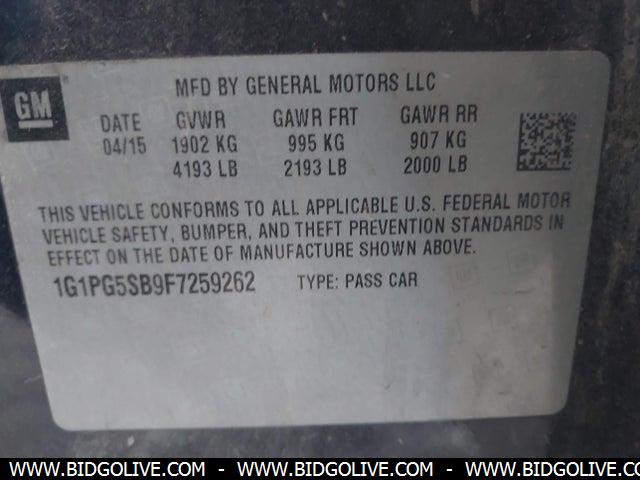 GM
MFD BY GENERAL MOTORS LLC
DATE GVWR GAWR FRT GAWR RR
04/15 1902 KG 995 KG 907 KG
4193 LB 2193 LB 2000 LB
THIS VEHICLE CONFORMS TO ALL APPLICABLE U.S. FEDERAL MOTOR
VEHICLE SAFETY, BUMPER, AND THEFT PREVENTION STANDARDS IN
EFFECT ON THE DATE OF MANUFACTURE SHOWN ABOVE.
1G1PG5SB9F7259262 TYPE: PASS CAR
WWW.BIDGOLIVE.COM - WWW.BIDGOLIVE.COM - WWW.BIDGOLIVE.COM -